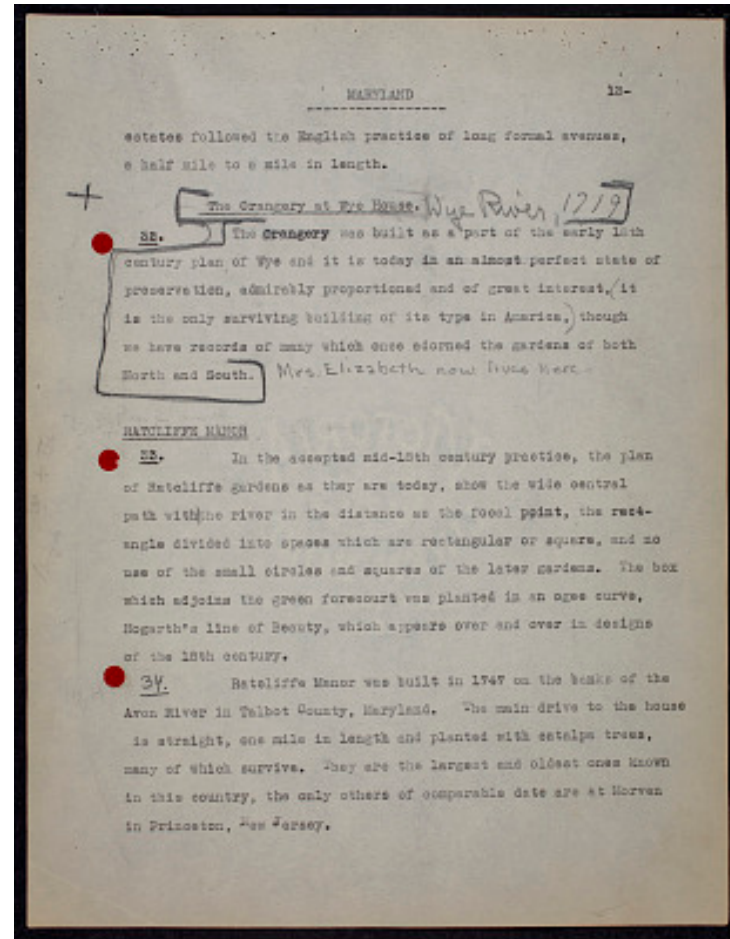 MARYLAND 12-
estates followed the English practice of long formal avenues,
a half mile to a mile in length.
+
The Orangery at Wye House. Wye River, 1719
32. The Orangery was built as a part of the early 18th
century plan of Wye and it is today in an almost perfect state of
preservation, admirably proportioned and of great interest, (it
is the only surviving building of its type in America,) though
we have records of many which once adorned the gardens of both
North and South. Mrs. Elizabeth now lives here.
RATCLIFFE MANOR
33. In the accepted mid-18th century practice, the plan
of Ratcliffe gardens as they are today, show the wide central
path with the river in the distance as the focal point, the rect-
angle divided into spaces which are rectangular or square, and no
use of the small circles and squares of the later gardens. The box
which adjoins the green forecourt was planted in an ogee curve,
Hogarth's line of Beauty, which appears over and over in designs
of the 18th century.
34. Ratcliffe Manor was built in 1747 on the banks of the
Avon River in Talbot County, Maryland. The main drive to the house
is straight, one mile in length and planted with catalpa trees,
many of which survive. They are the largest and oldest ones known
in this country, the only others of comparable date are at Morven
in Princeton, New Jersey.